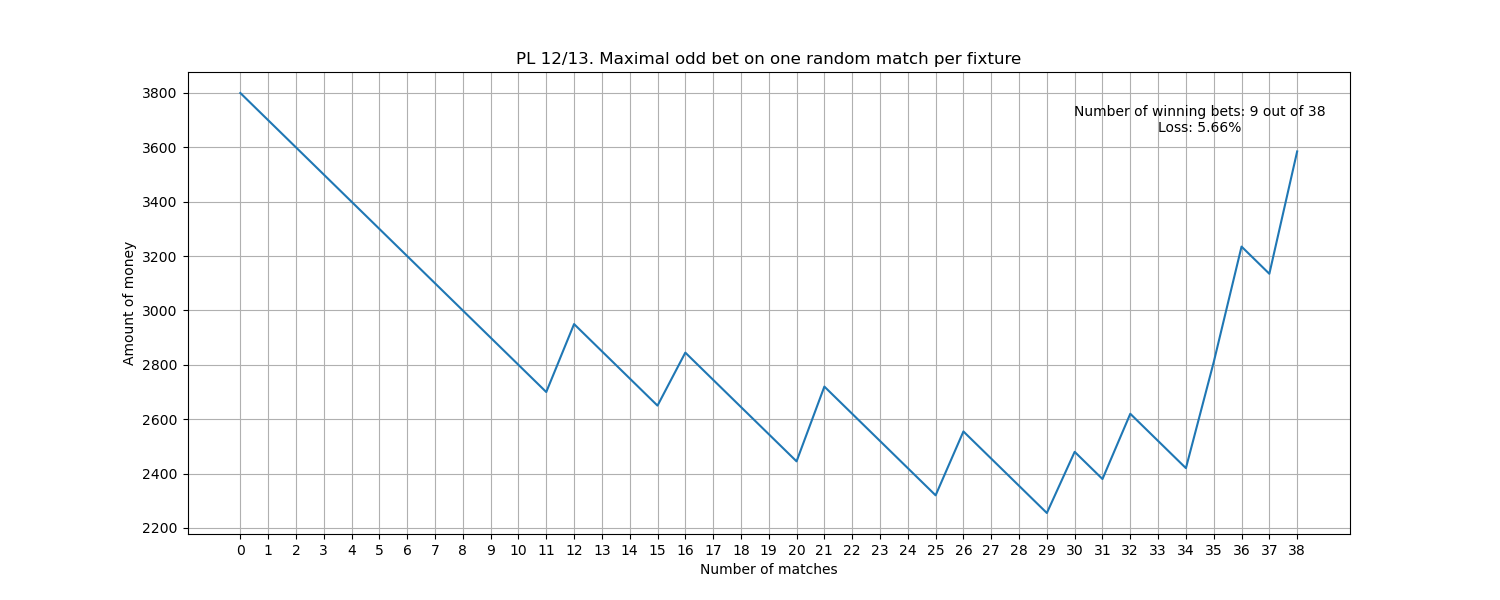 PL 12/13. Maximal odd bet on one random match per fixture
Number of winning bets: 9 out of 38
Loss: 5.66%
Amount of money
3800
3600
3400
3200
3000
2800
2600
2400
2200
0 1 2 3 4 5 6 7 8 9 10 11 12 13 14 15 16 17 18 19 20 21 22 23 24 25 26 27 28 29 30 31 32 33 34 35 36 37 38
Number of matches